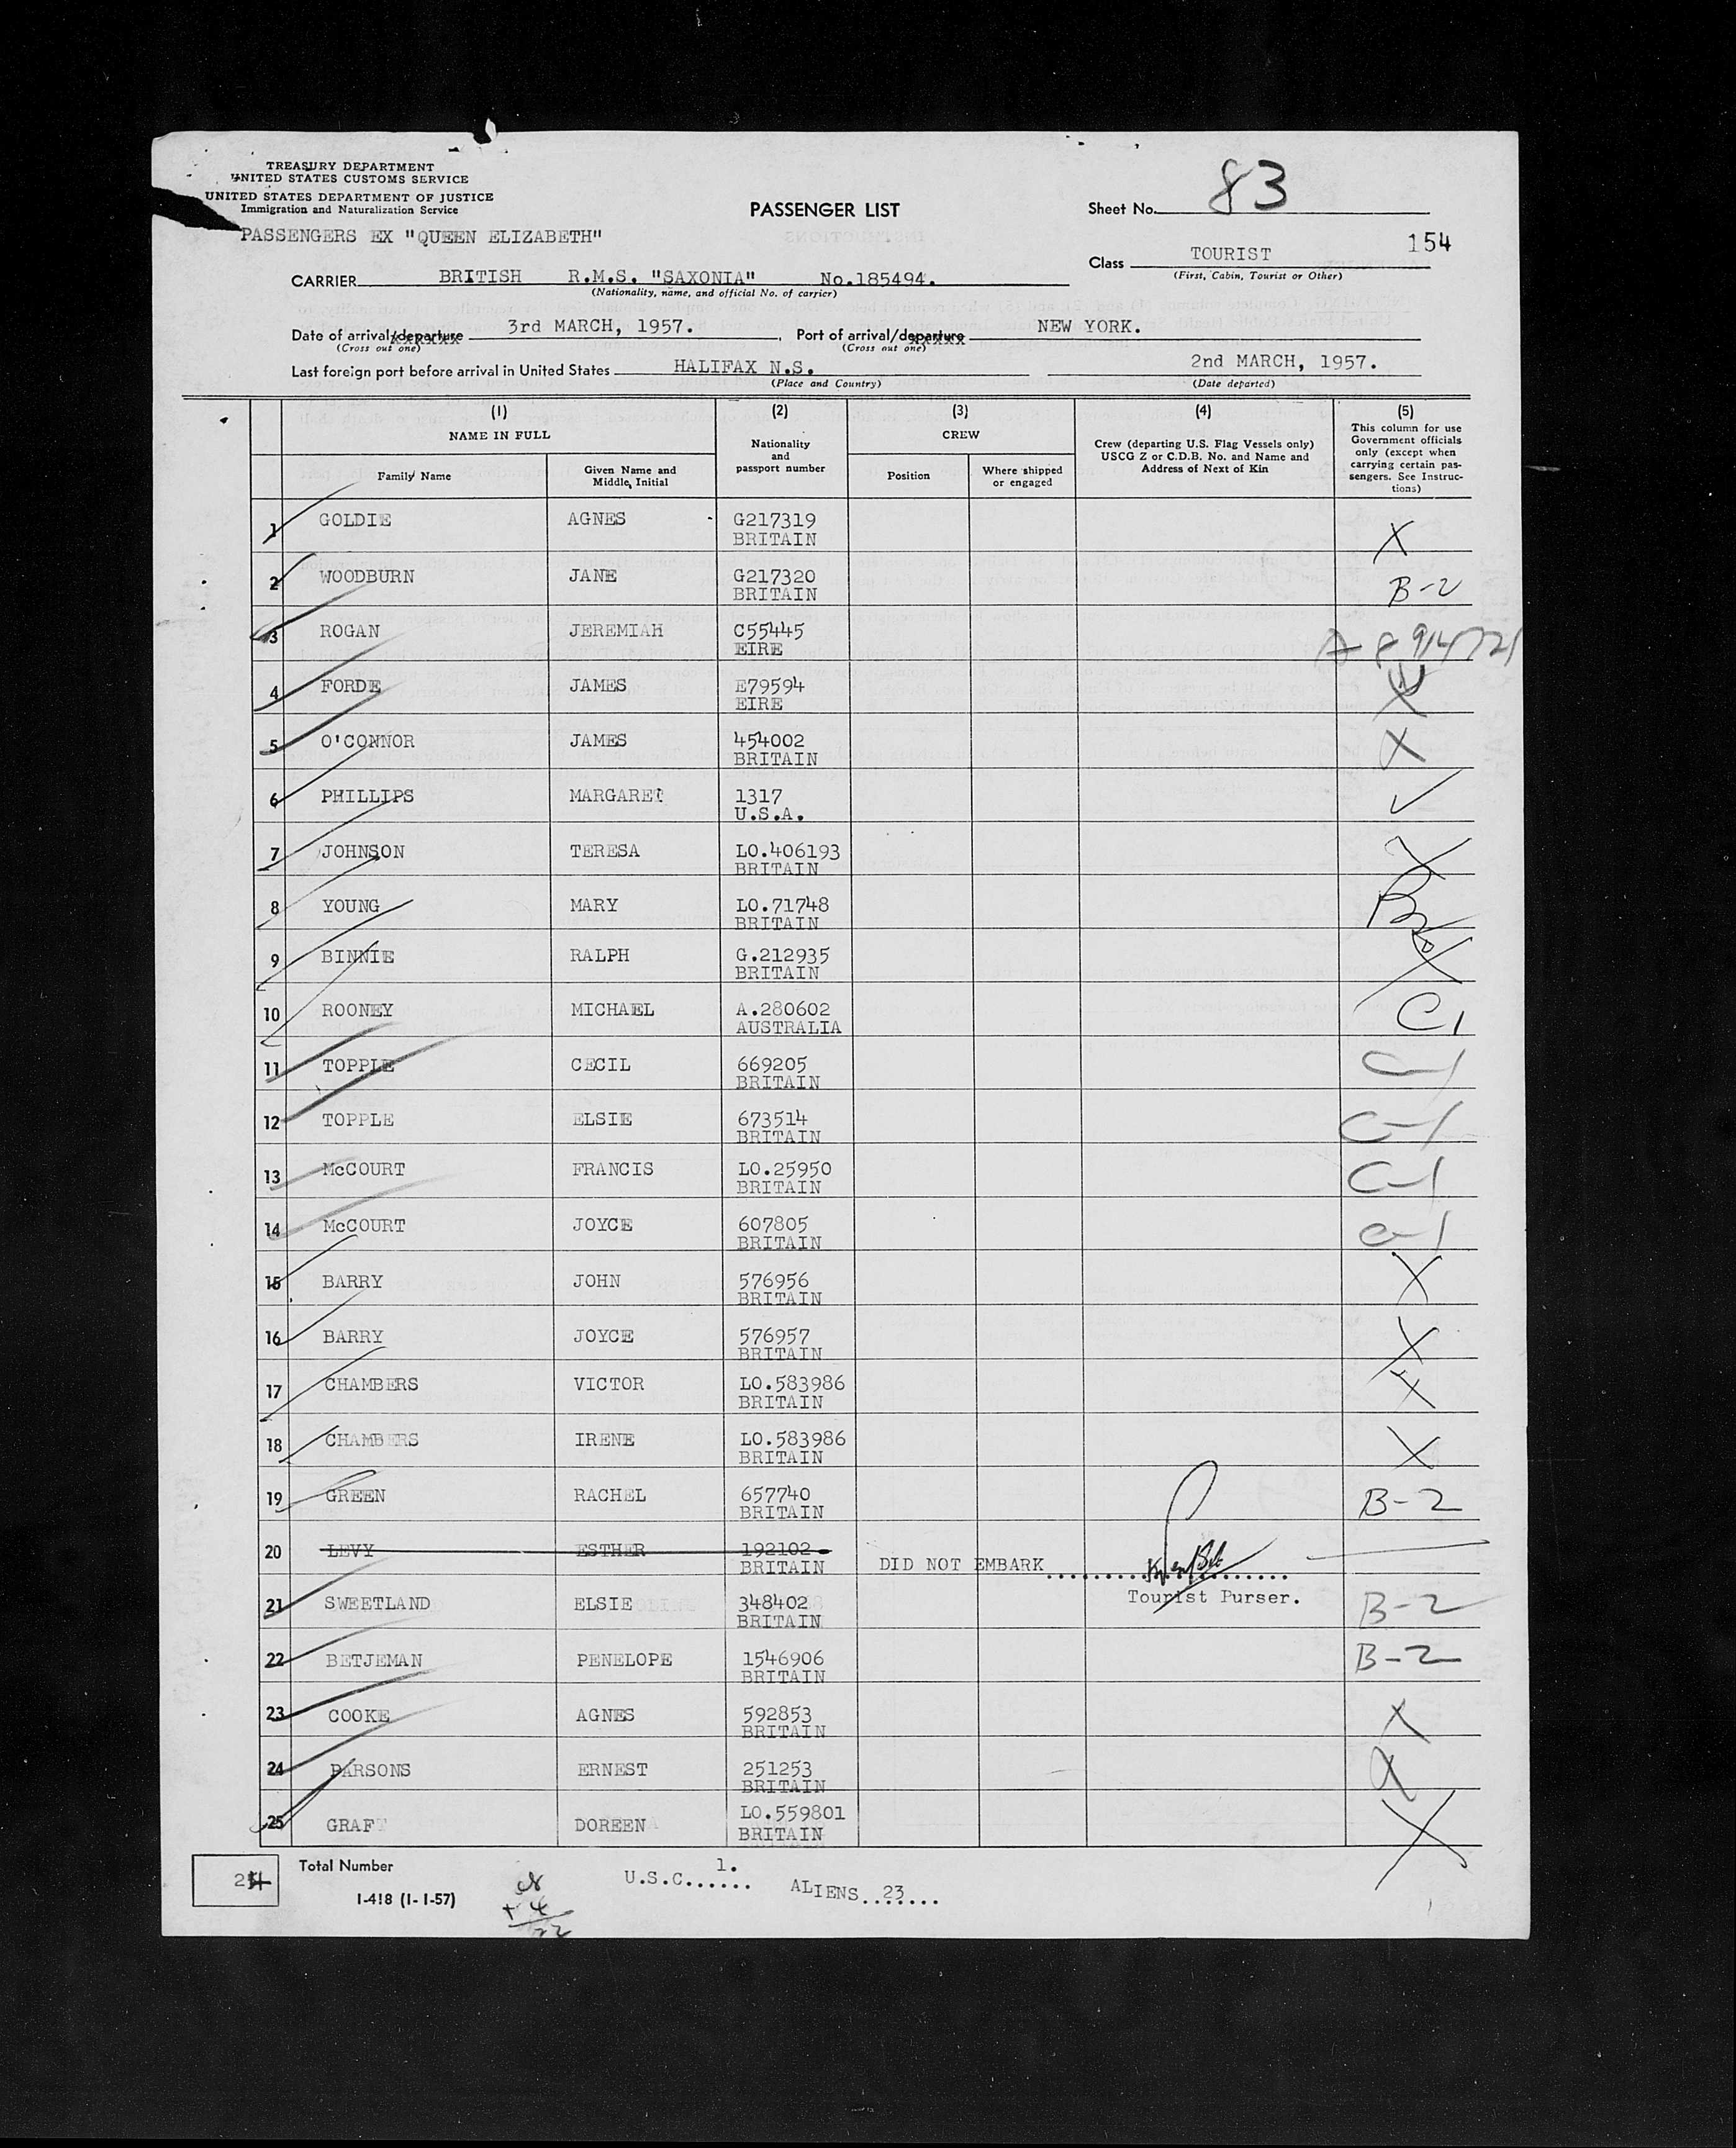 TREASURY DEPARTMENT
UNITED STATES CUSTOMS SERVICE
UNITED STATES DEPARTMENT OF JUSTICE
Immigration and Naturalization Service
PASSENGER LIST
Sheet No. 83
PASSENGERS EX "QUEEN ELIZABETH"
154
Class TOURIST
(First, Cabin, Tourist or Other)
CARRIER BRITISH R.M.S. "SAXONIA" No.185494.
(Nationality, name, and official No. of carrier)
Date of arrival/departure 3rd MARCH, 1957. Port of arrival/departure NEW YORK.
(Cross out one) (Cross out one)
Last foreign port before arrival in United States HALIFAX N.S. 2nd MARCH, 1957.
(Place and Country) (Date departed)
(1) (2) (3) (4) (5)
NAME IN FULL
Family Name
Given Name and Middle Initial
Nationality and passport number
CREW
Position
Where shipped or engaged
Crew (departing U.S. Flag Vessels only) USCG Z or C.D.B. No. and Name and Address of Next of Kin
This column for use Government officials only (except when carrying certain passengers. See Instructions)
1 GOLDIE AGNES G217319 X
BRITAIN
2 WOODBURN JANE G217320 B-2
BRITAIN
3 ROGAN JEREMIAH C55445
EIRE
4 FORDE JAMES E79594 X
EIRE
5 O'CONNOR JAMES 454002 X
BRITAIN
6 PHILLIPS MARGARET 1317 ✓
U.S.A.
7 JOHNSON TERESA LO.406193 X
BRITAIN
8 YOUNG MARY LO.71748 B2
BRITAIN
9 BINNIE RALPH G.212935 X
BRITAIN
10 ROONEY MICHAEL A.280602 C1
AUSTRALIA
11 TOPPLE CECIL 669205 C-1
BRITAIN
12 TOPPLE ELSIE 673514 C-1
BRITAIN
13 McCOURT FRANCIS LO.25950 C-1
BRITAIN
14 McCOURT JOYCE 607805 C-1
BRITAIN
15 BARRY JOHN 576956 X
BRITAIN
16 BARRY JOYCE 576957 X
BRITAIN
17 CHAMBERS VICTOR LO.583986 X
BRITAIN
18 CHAMBERS IRENE LO.583986 X
BRITAIN
19 GREEN RACHEL 657740 B-2
BRITAIN
20 LEVY ESTHER 192102
BRITAIN DID NOT EMBARK
Tourist Purser.
21 SWEETLAND ELSIE 348402 B-2
BRITAIN
22 BETJEMAN PENELOPE 1546906 B-2
BRITAIN
23 COOKE AGNES 592853 X
BRITAIN
24 PARSONS ERNEST 251253 X
BRITAIN
25 GRAFT DOREEN LO.559801 X
BRITAIN
Total Number
U.S.C...... 1. ALIENS..23....
I-418 (1-1-57)